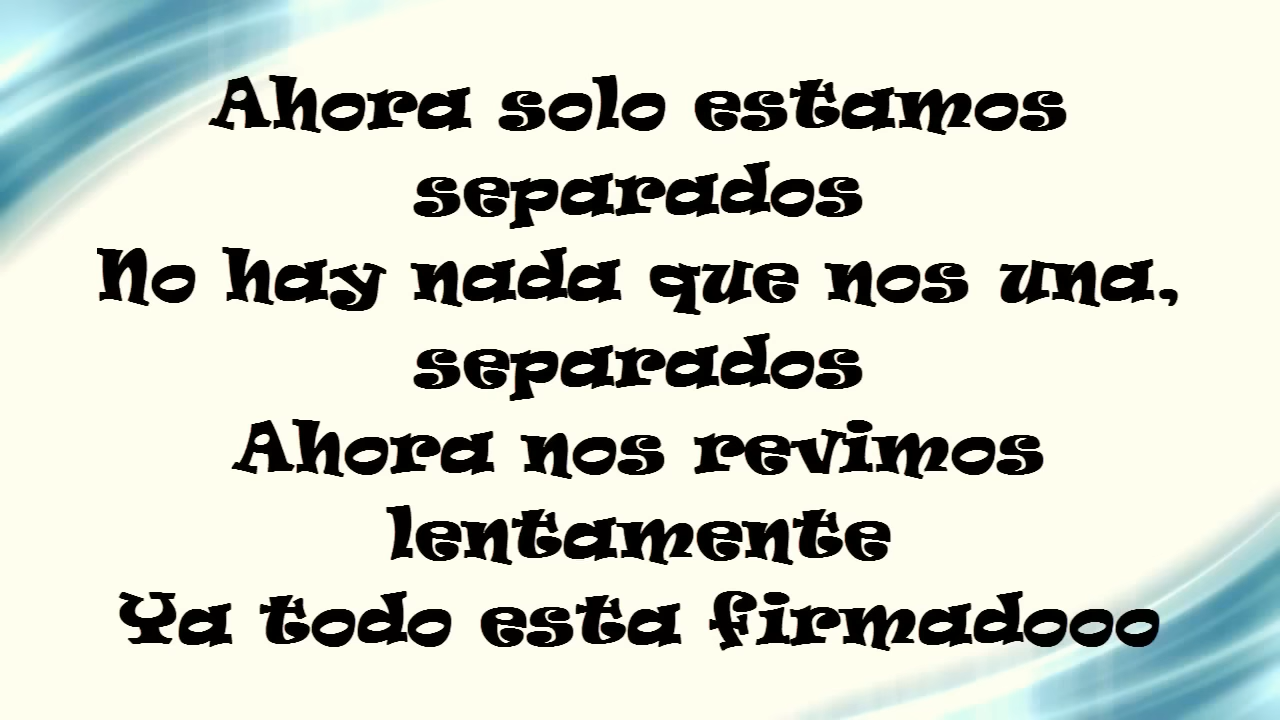 Ahora solo estamos
separados
No hay nada que nos una,
separados
Ahora nos revimos
lentamente
Ya todo esta firmadooo